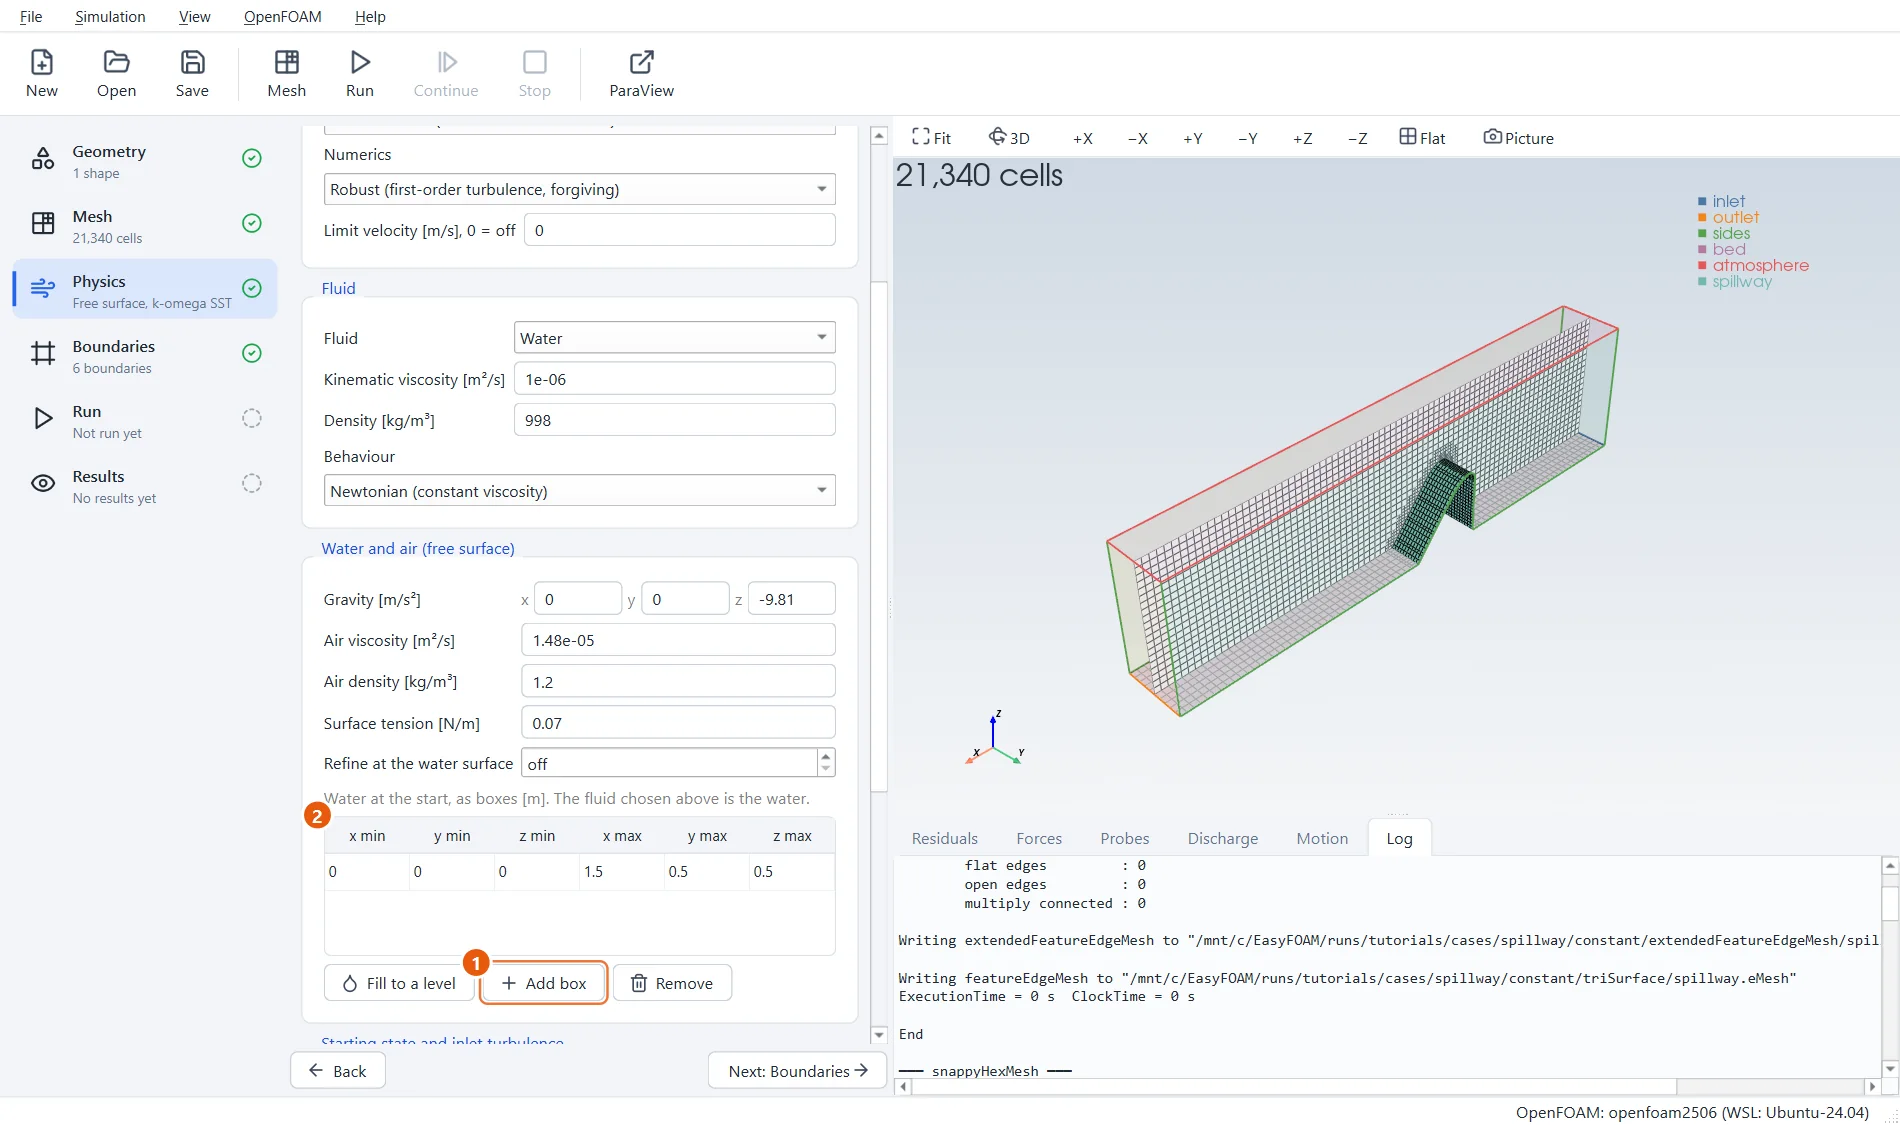 File Simulation View OpenFOAM Help
New Open Save Mesh Run Continue Stop ParaView
Geometry
1 shape
Mesh
21,340 cells
Physics
Free surface, k-omega SST
Boundaries
6 boundaries
Run
Not run yet
Results
No results yet
Numerics
Robust (first-order turbulence, forgiving)
Limit velocity [m/s], 0 = off 0
Fluid
Fluid Water
Kinematic viscosity [m²/s] 1e-06
Density [kg/m³] 998
Behaviour
Newtonian (constant viscosity)
Water and air (free surface)
Gravity [m/s²] x 0 y 0 z -9.81
Air viscosity [m²/s] 1.48e-05
Air density [kg/m³] 1.2
Surface tension [N/m] 0.07
Refine at the water surface off
Water at the start, as boxes [m]. The fluid chosen above is the water.
2
x min y min z min x max y max z max
0 0 0 1.5 0.5 0.5
1
Fill to a level Add box Remove
Starting state and inlet turbulence
Back Next: Boundaries
Fit 3D +X −X +Y −Y +Z −Z Flat Picture
21,340 cells
inlet
outlet
sides
bed
atmosphere
spillway
Z
X Y
Residuals Forces Probes Discharge Motion Log
flat edges : 0
open edges : 0
multiply connected : 0
Writing extendedFeatureEdgeMesh to "/mnt/c/EasyFOAM/runs/tutorials/cases/spillway/constant/extendedFeatureEdgeMesh/spil
Writing featureEdgeMesh to "/mnt/c/EasyFOAM/runs/tutorials/cases/spillway/constant/triSurface/spillway.eMesh"
ExecutionTime = 0 s ClockTime = 0 s
End
─── snappyHexMesh ───
OpenFOAM: openfoam2506 (WSL: Ubuntu-24.04)